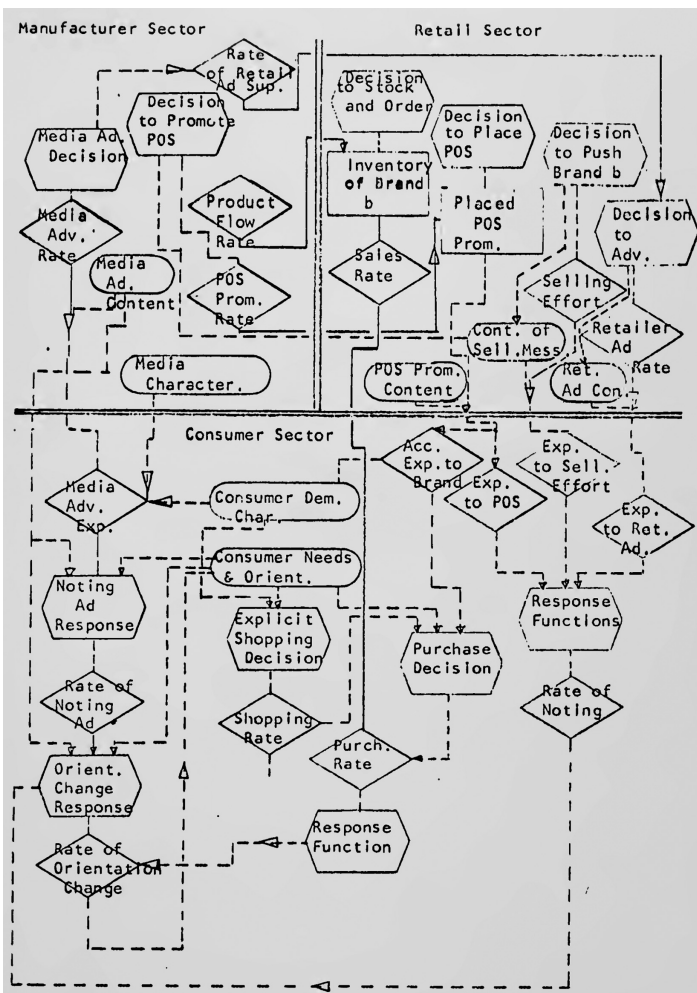 Manufacturer Sector
Retail Sector
Rate
of Retail
Ad Sup.
Decision
to Promote
POS
Media Ad.
Decision
Media
Adv.
Rate
Media
Ad.
Content
Product
Flow
Rate
POS
Prom.
Rate
Media
Character.
Decision
to Stock
and Order
Inventory
of Brand
b
Sales
Rate
Decision
to Place
POS
Placed
POS
Prom.
Decision
to Push
Brand b
Decision
to
Adv.
Selling
Effort
Cont. of
Sell.Mess.
Retailer
Ad
Rate
POS Prom.
Content
Ret.
Ad Con.
Consumer Sector
Media
Adv.
Exp.
Consumer Dem.
Char.
Acc.
Exp. to
Brand
Exp.
to POS
Exp.
to Sell.
Effort
Exp.
to Ret.
Ad.
Consumer Needs
& Orient.
Noting
Ad
Response
Explicit
Shopping
Decision
Purchase
Decision
Response
Functions
Rate of
Noting
Ad
Shopping
Rate
Purch.
Rate
Rate of
Noting
Orient.
Change
Response
Response
Function
Rate of
Orientation
Change